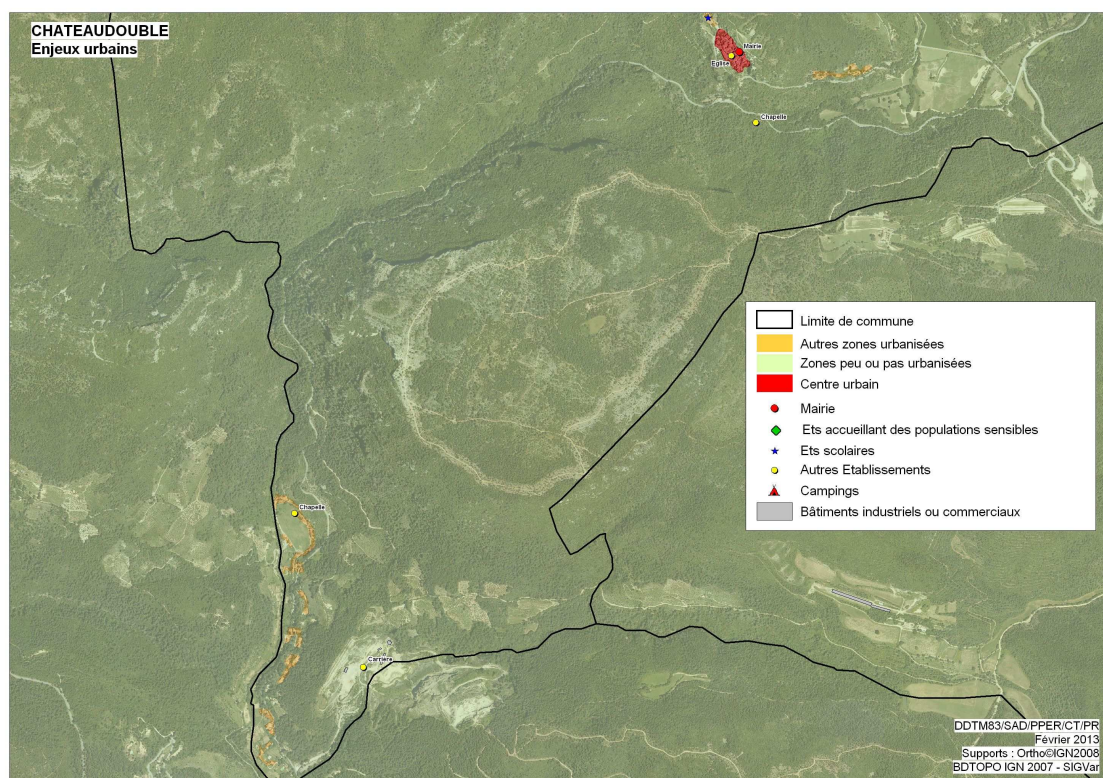 CHATEAUDOUBLE
Enjeux urbains
Mairie
Eglise
Chapelle
Limite de commune
Autres zones urbanisées
Zones peu ou pas urbanisées
Centre urbain
Mairie
Ets accueillant des populations sensibles
Ets scolaires
Autres Etablissements
Campings
Bâtiments industriels ou commerciaux
Chapelle
Carrière
DDTM83/SAD/PPER/CT/PR
Février 2013
Supports : Ortho©IGN2008
BDTOPO IGN 2007 - SIGVar